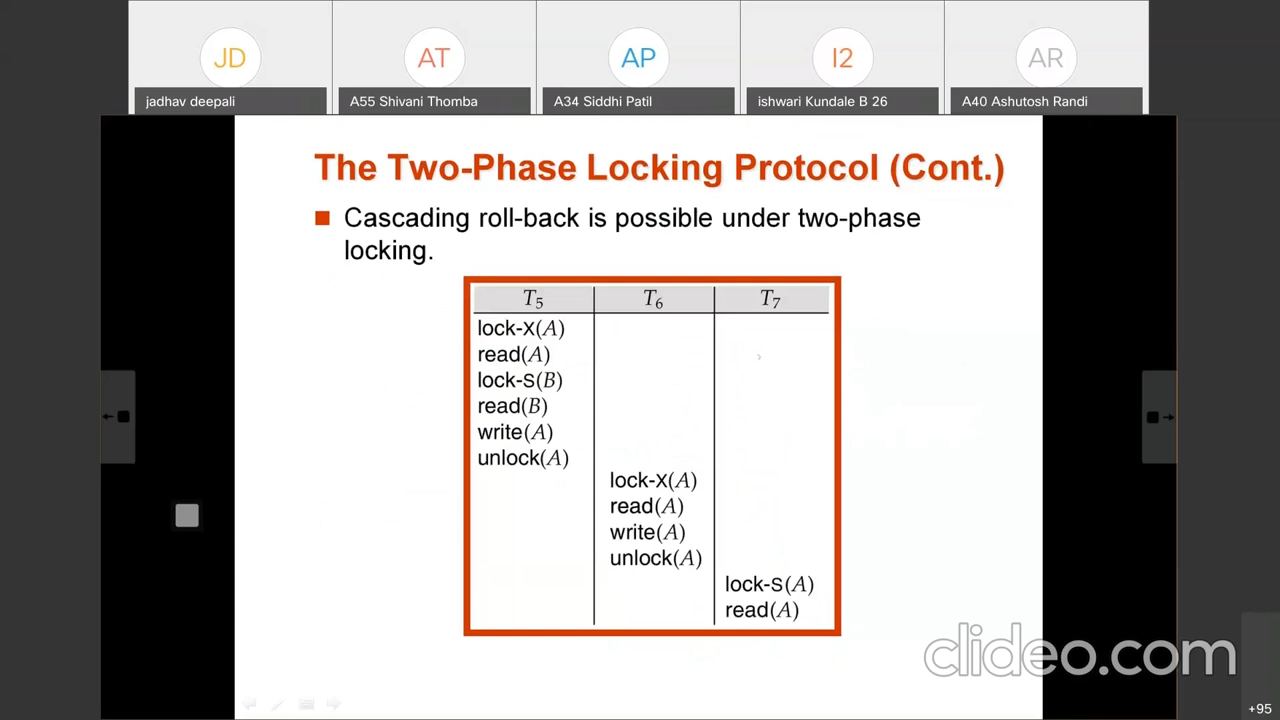 JD
AT
AP
I2
AR
jadhav deepali
A55 Shivani Thomba
A34 Siddhi Patil
ishwari Kundale B 26
A40 Ashutosh Randi
The Two-Phase Locking Protocol (Cont.)
Cascading roll-back is possible under two-phase
locking.
T5 T6 T7
lock-X(A)
read(A)
lock-S(B)
read(B)
write(A)
unlock(A)
lock-X(A)
read(A)
write(A)
unlock(A)
lock-S(A)
read(A)
clideo.com
+95